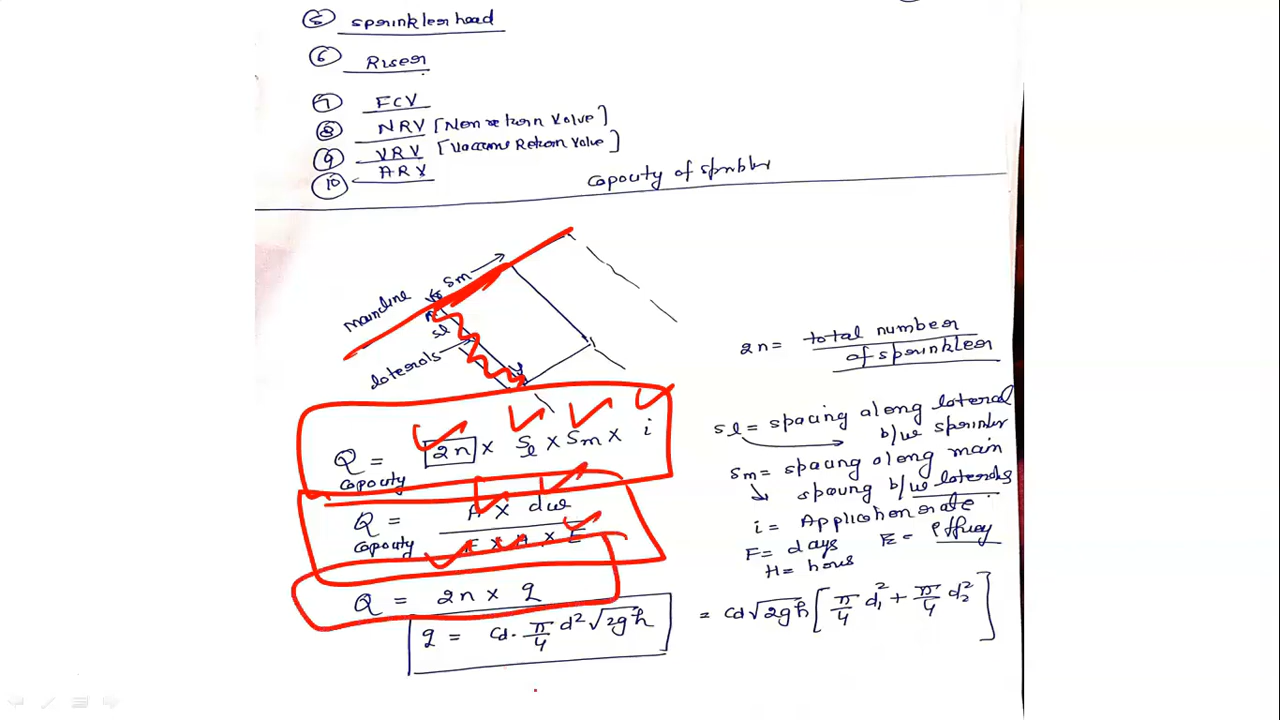 ⑤ sprinkler head
⑥ Riser
⑦ FCV
⑧ NRV [Non return Valve]
⑨ VRV [Vaccum Return Valve]
⑩ ARV
Capacity of sprinkler
mainline
Sm
Sl
laterals
2n = total number
of sprinkler
Q = 2n × Sl × Sm × i
capacity
Sl = spacing along lateral
b/w sprinkler
Sm = spacing along main
spacing b/w laterals
i = Application rate
F = days E = Efficiency
H = hours
Q = A × dw
capacity F × H × E
Q = 2n × q
q = Cd · π/4 d² √2gh = Cd √2gh [π/4 d₁² + π/4 d₂²]